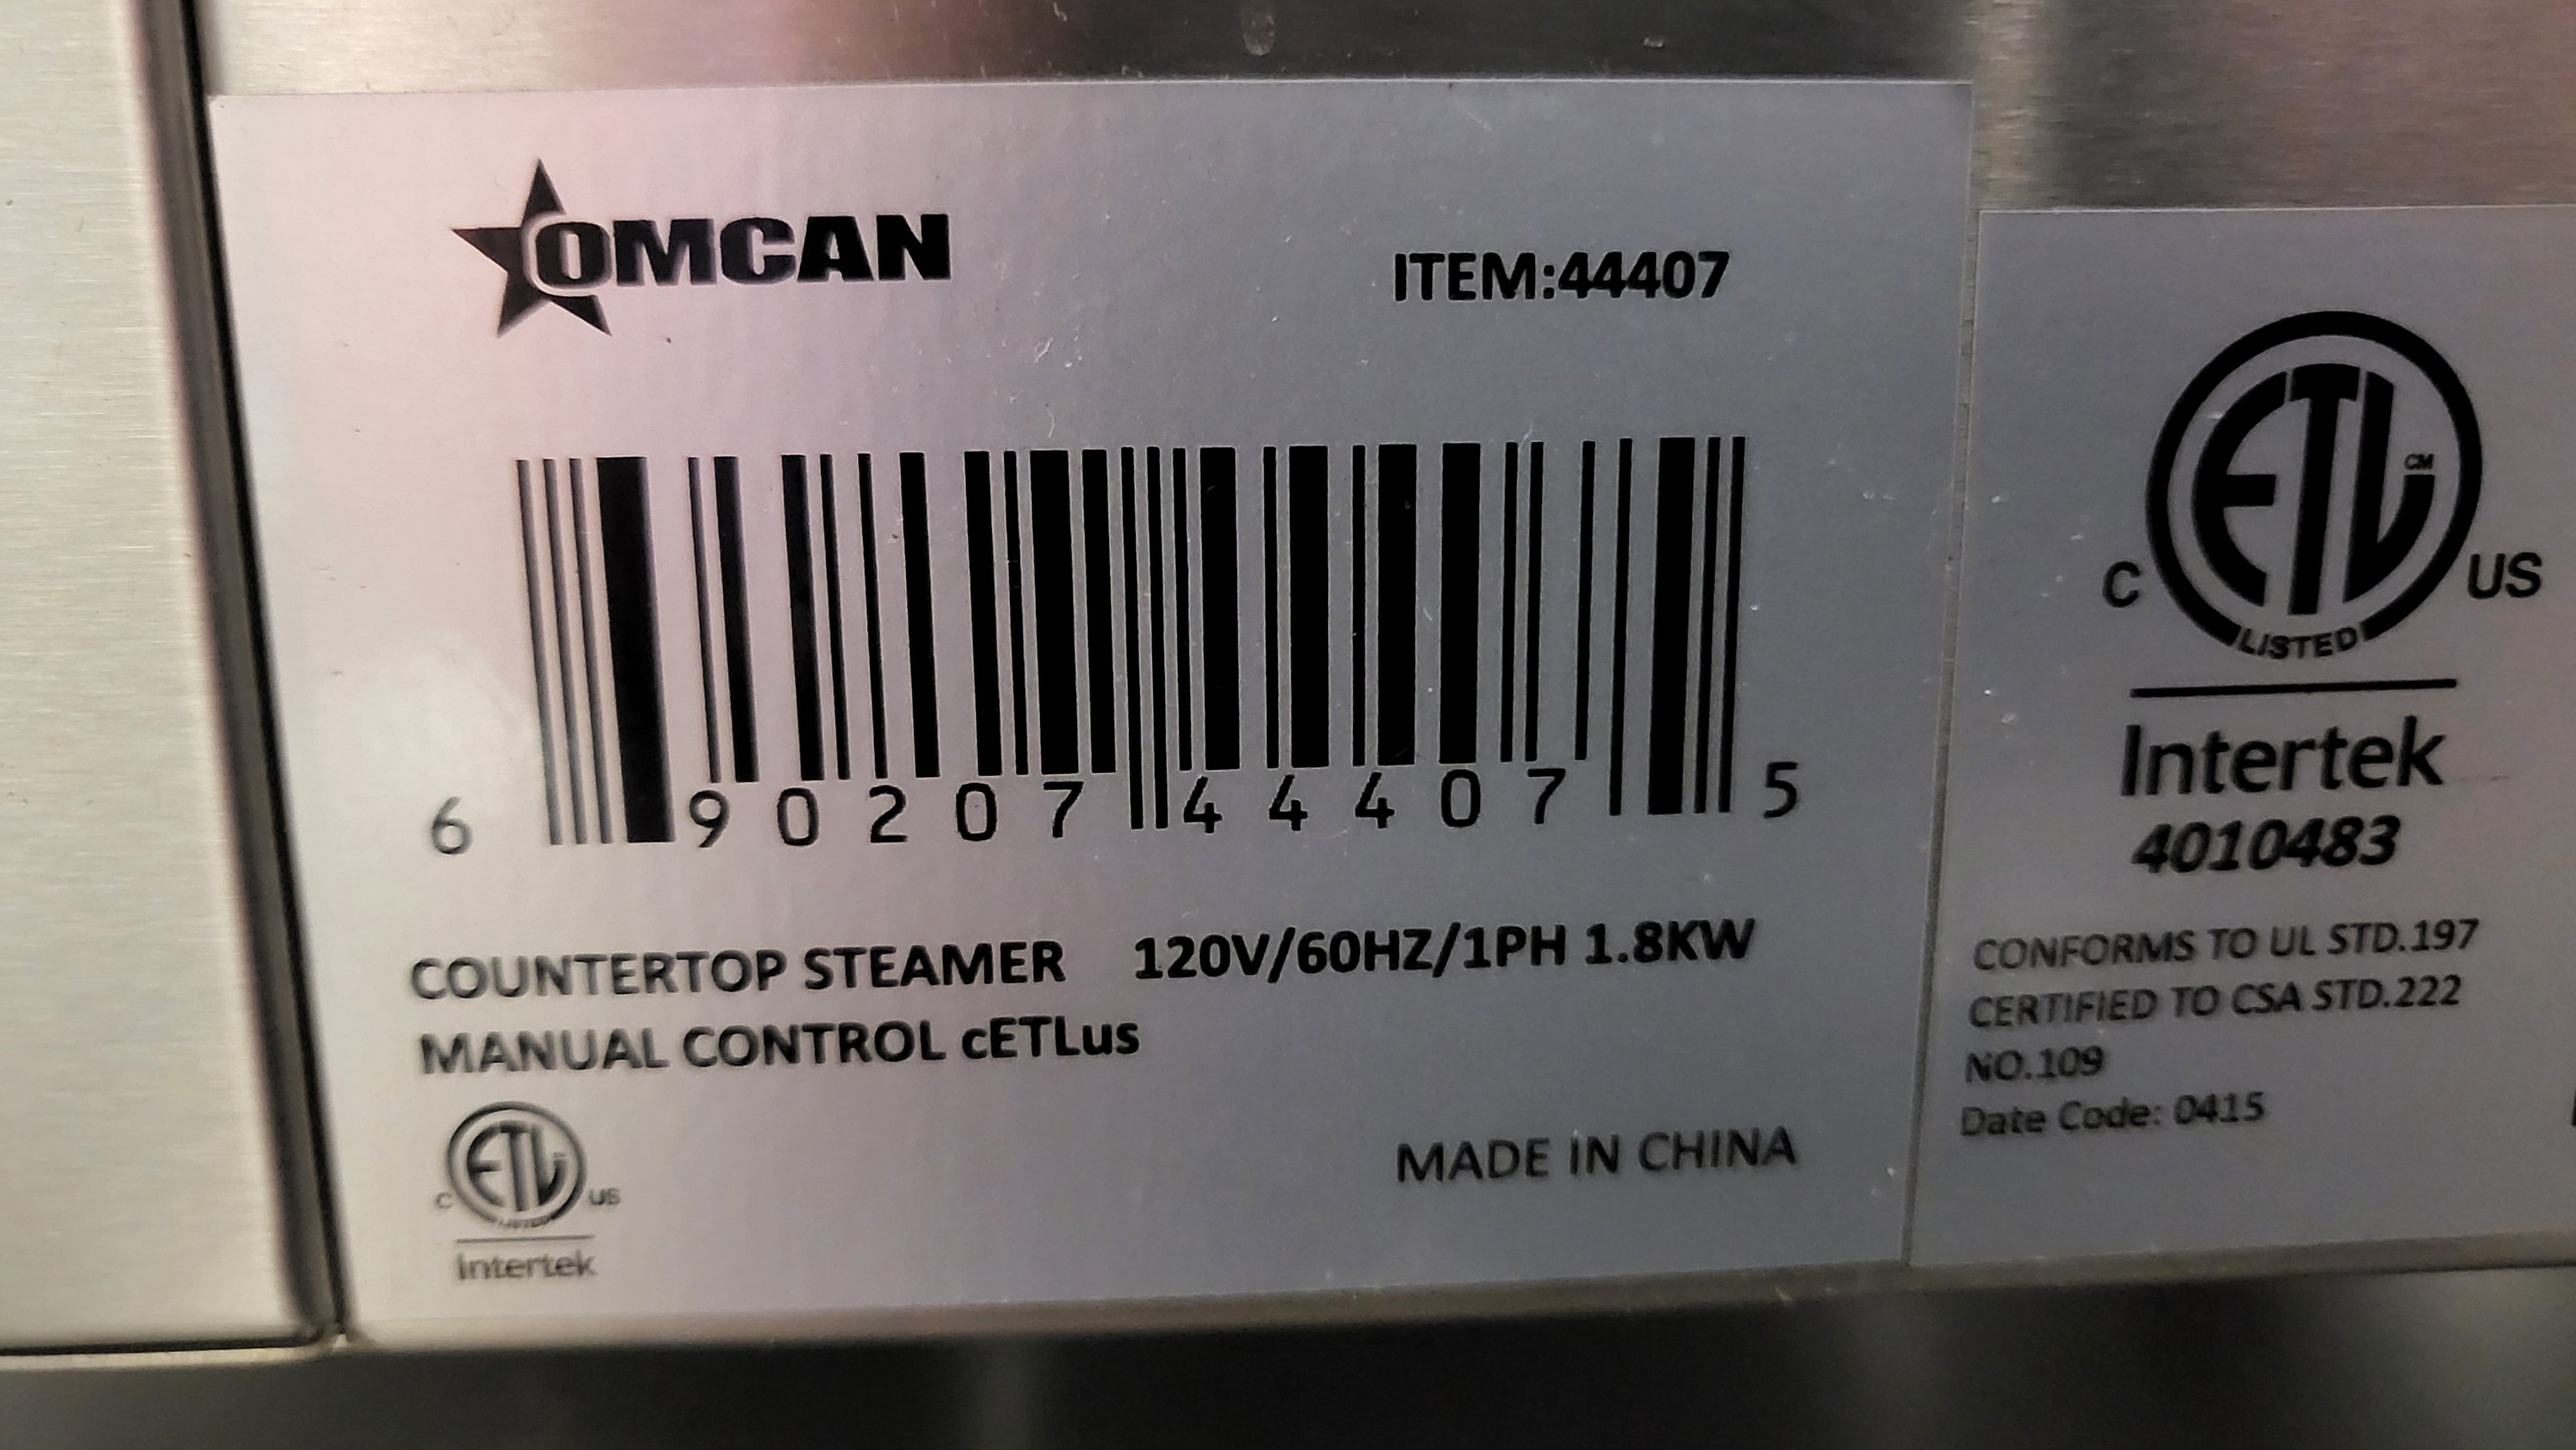 OMCAN
ITEM:44407
6 90207 44407 5
COUNTERTOP STEAMER 120V/60HZ/1PH 1.8KW
MANUAL CONTROL cETLus
C ETL US
LISTED
Intertek
MADE IN CHINA
ETL CM
C US
LISTED
Intertek
4010483
CONFORMS TO UL STD.197
CERTIFIED TO CSA STD.222
NO.109
Date Code: 0415